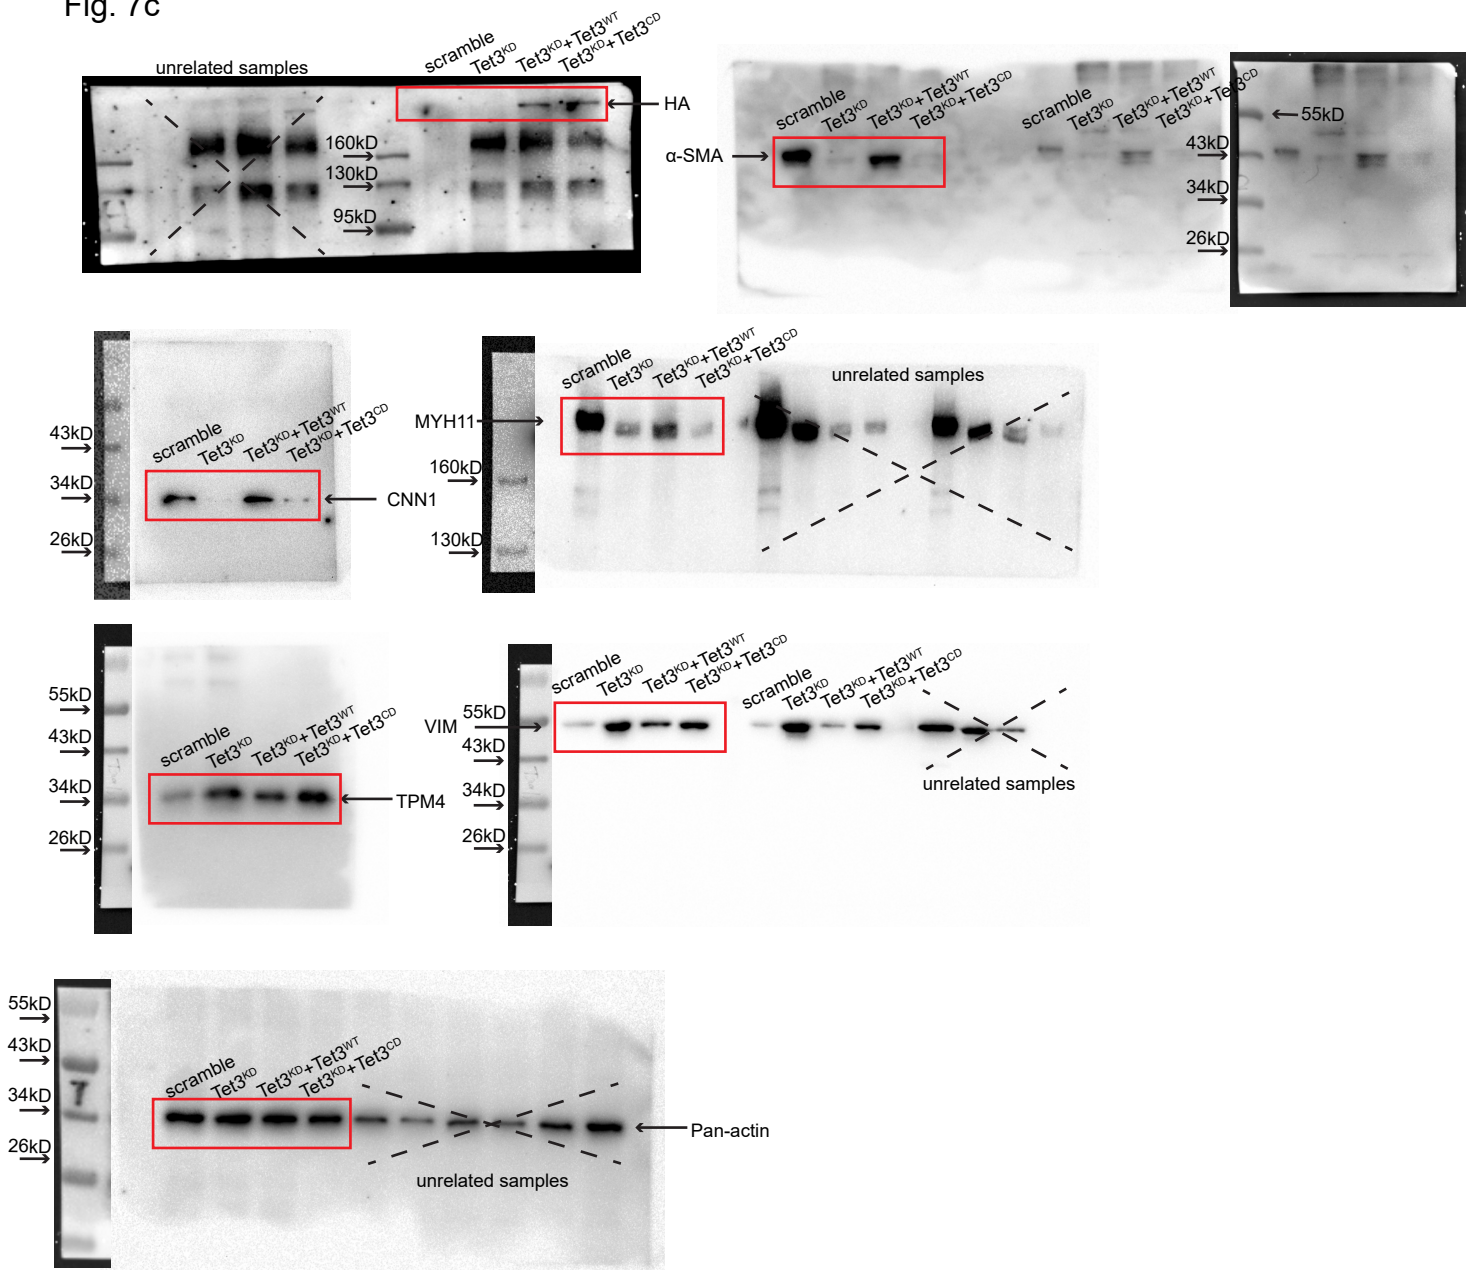 Fig. 7c
unrelated samples
scramble
Tet3KD
Tet3KD+Tet3WT
Tet3KD+Tet3CD
HA
160kD
130kD
95kD
scramble
Tet3KD
Tet3KD+Tet3WT
Tet3KD+Tet3CD
α-SMA
scramble
Tet3KD
Tet3KD+Tet3WT
Tet3KD+Tet3CD
55kD
43kD
34kD
26kD
scramble
Tet3KD
Tet3KD+Tet3WT
Tet3KD+Tet3CD
43kD
34kD
26kD
CNN1
scramble
Tet3KD
Tet3KD+Tet3WT
Tet3KD+Tet3CD
unrelated samples
MYH11
160kD
130kD
scramble
Tet3KD
Tet3KD+Tet3WT
Tet3KD+Tet3CD
55kD
43kD
34kD
26kD
TPM4
scramble
Tet3KD
Tet3KD+Tet3WT
Tet3KD+Tet3CD
scramble
Tet3KD
Tet3KD+Tet3WT
Tet3KD+Tet3CD
VIM
55kD
43kD
34kD
26kD
unrelated samples
55kD
43kD
34kD
26kD
scramble
Tet3KD
Tet3KD+Tet3WT
Tet3KD+Tet3CD
7
Pan-actin
unrelated samples